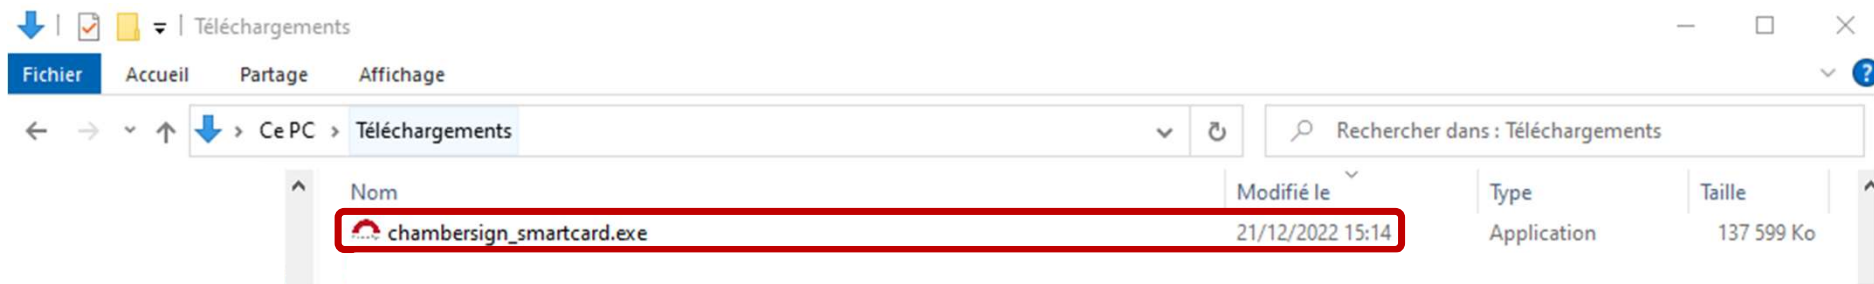 Téléchargements
Fichier Accueil Partage Affichage ?
Ce PC > Téléchargements Rechercher dans : Téléchargements
Nom Modifié le Type Taille
chambersign_smartcard.exe 21/12/2022 15:14 Application 137 599 Ko